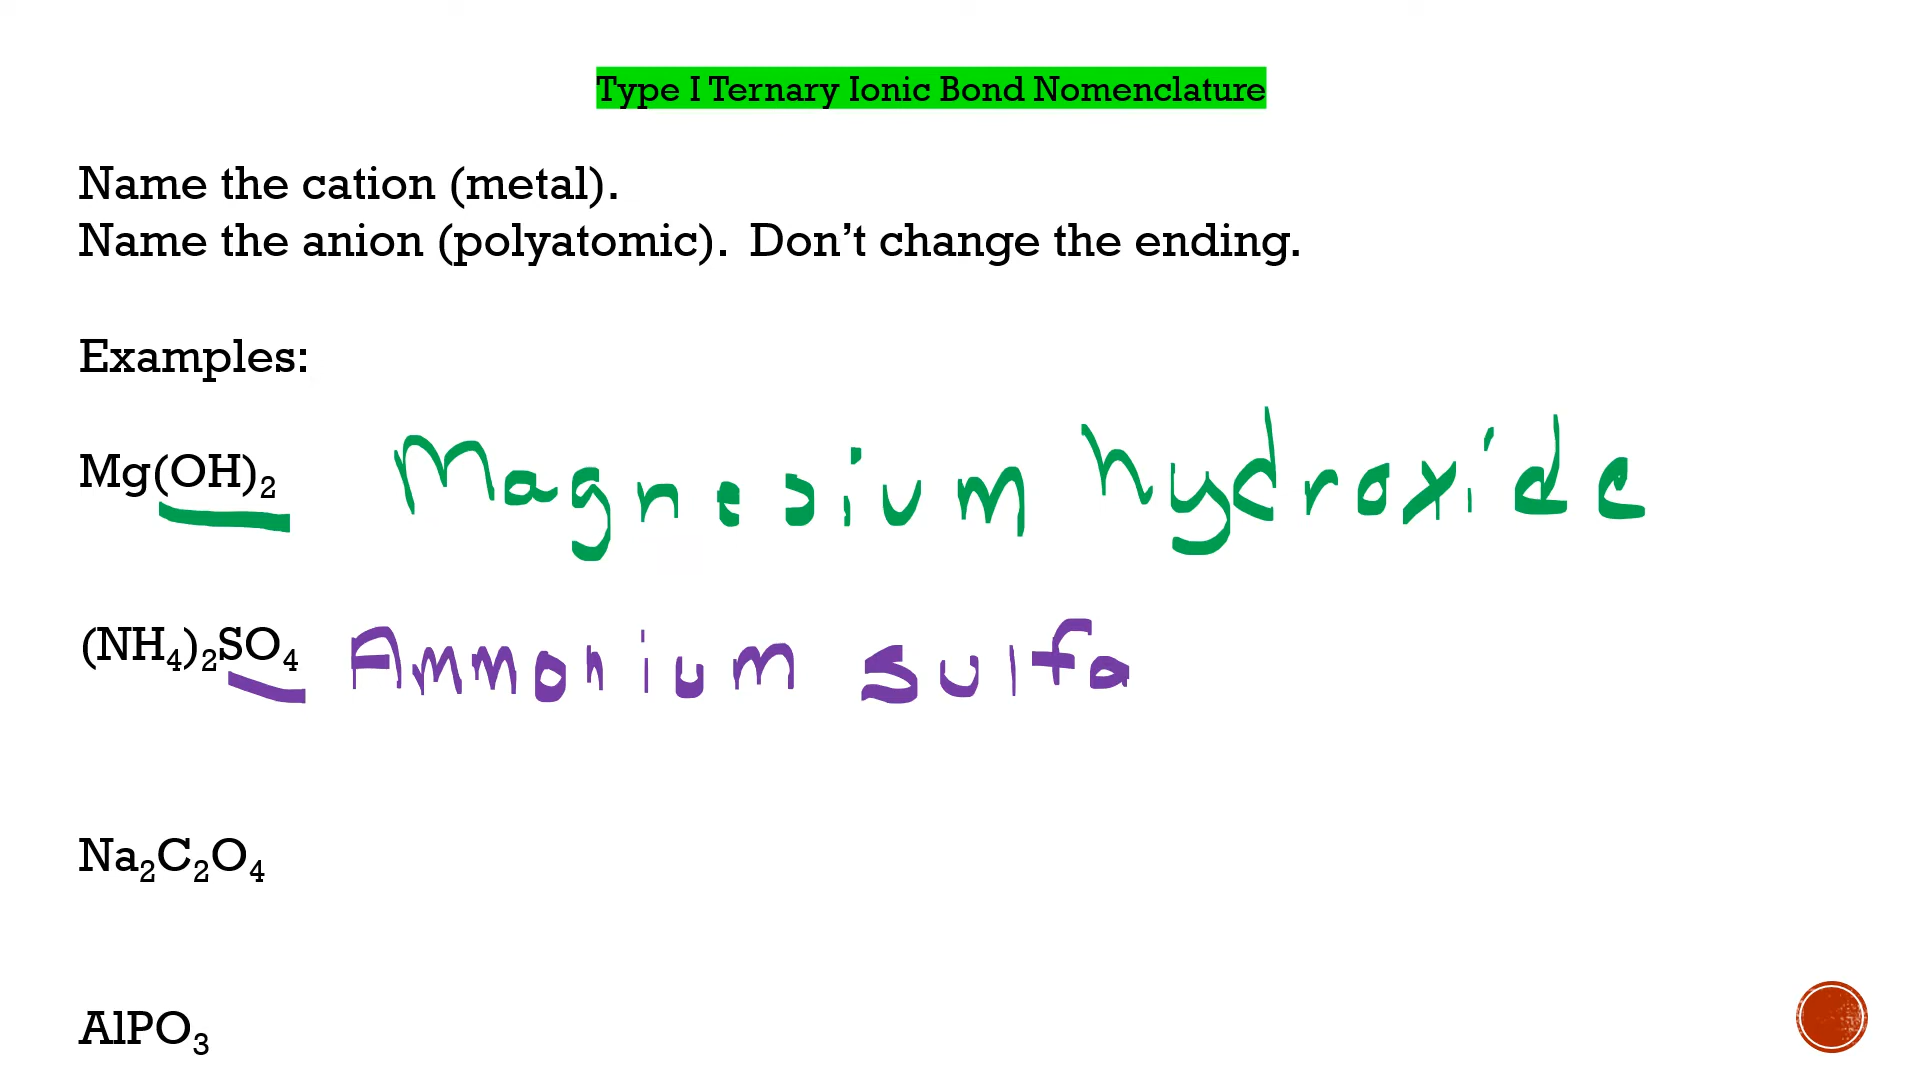 Type I Ternary Ionic Bond Nomenclature
Name the cation (metal).
Name the anion (polyatomic).  Don’t change the ending.
Examples:
Mg(OH)₂ Magnesium hydroxide
(NH₄)₂SO₄ Ammonium sulfa
Na₂C₂O₄
AlPO₃